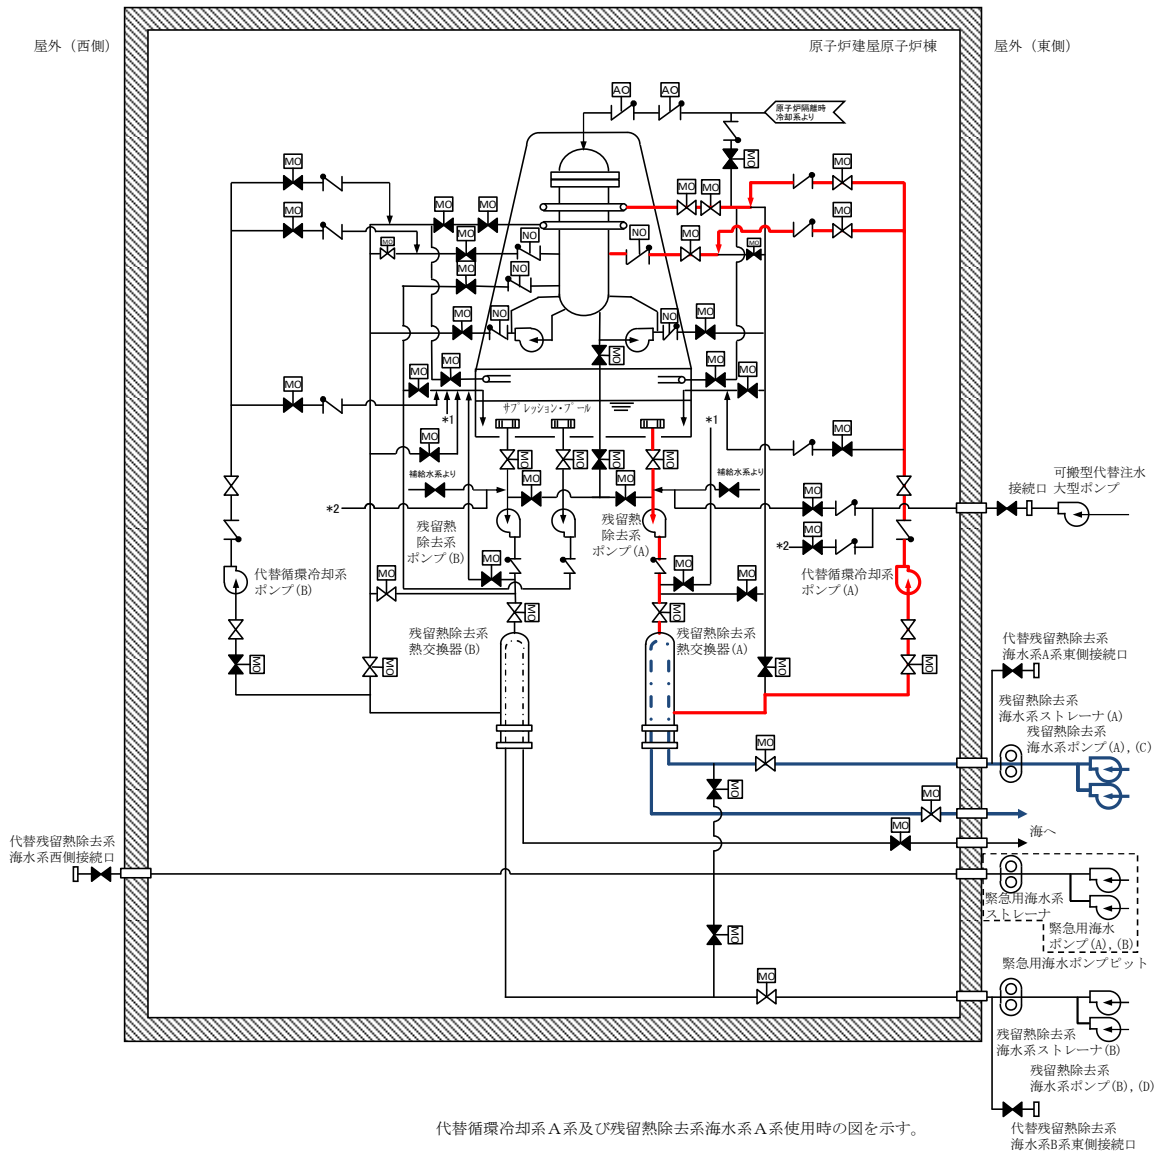 屋外（西側）
原子炉建屋原子炉棟
屋外（東側）
AO
AO
原子炉隔離時
冷却系より
MO
MO
MO
MO
MO
MO
MO
MO
MO
MO
NO
NO
MO
MO
MO
MO
MO
NO
MO
NO
NO
MO
MO
MO
MO
MO
MO
MO
MO
サプレッション・プール
*1
*1
MO
MO
MO
MO
MO
MO
補給水系より
MO
MO
補給水系より
*2
MO
接続口
可搬型代替注水
大型ポンプ
残留熱
除去系
ポンプ(B)
残留熱
除去系
ポンプ(A)
*2
MO
MO
MO
MO
MO
代替循環冷却系
ポンプ(B)
代替循環冷却系
ポンプ(A)
MO
MO
残留熱除去系
熱交換器(B)
残留熱除去系
熱交換器(A)
MO
MO
MO
MO
代替残留熱除去系
海水系A系東側接続口
残留熱除去系
海水系ストレーナ(A)
残留熱除去系
海水系ポンプ(A),(C)
MO
MO
MO
MO
海へ
代替残留熱除去系
海水系西側接続口
緊急用海水系
ストレーナ
緊急用海水
ポンプ(A),(B)
緊急用海水ポンプピット
MO
MO
残留熱除去系
海水系ストレーナ(B)
残留熱除去系
海水系ポンプ(B),(D)
代替残留熱除去系
海水系B系東側接続口
代替循環冷却系Ａ系及び残留熱除去系海水系Ａ系使用時の図を示す。